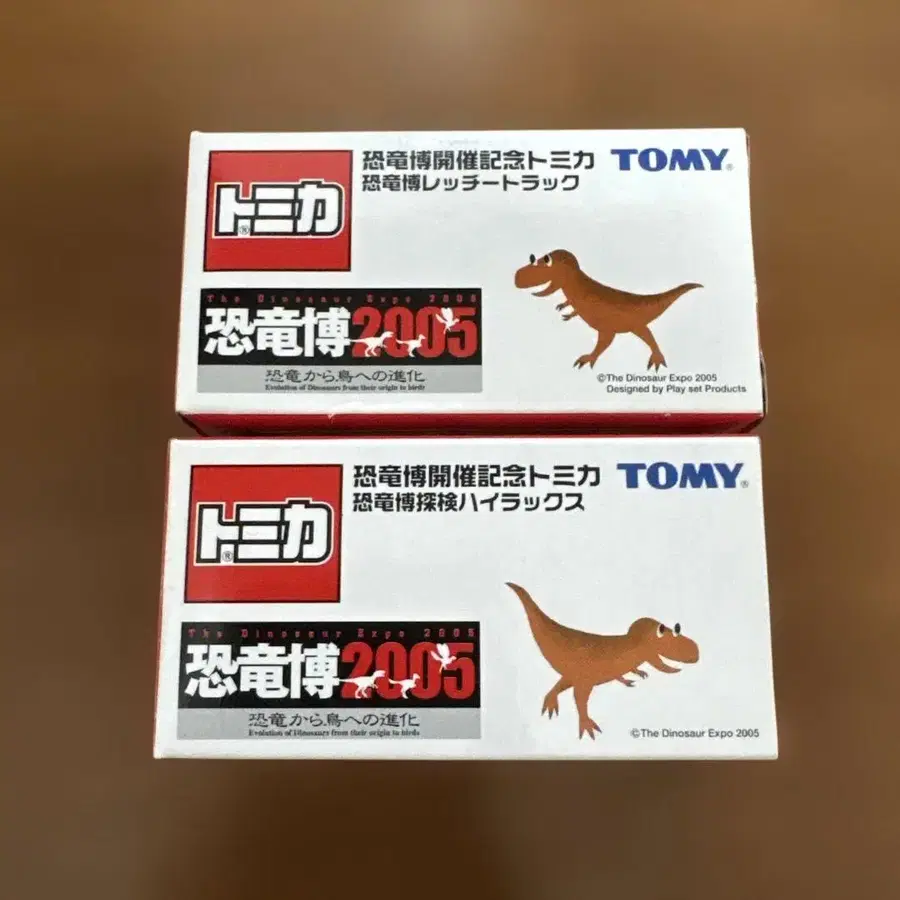 トミカ®
恐竜博開催記念トミカ
恐竜博レッチートラック
TOMY®
The Dinosaur Expo 2005
恐竜博2005
恐竜から鳥への進化
Evolution of Dinosaurs from their origin to birds
©The Dinosaur Expo 2005
Designed by Play set Products
トミカ®
恐竜博開催記念トミカ
恐竜博探検ハイラックス
TOMY®
The Dinosaur Expo 2005
恐竜博2005
恐竜から鳥への進化
Evolution of Dinosaurs from their origin to birds
©The Dinosaur Expo 2005